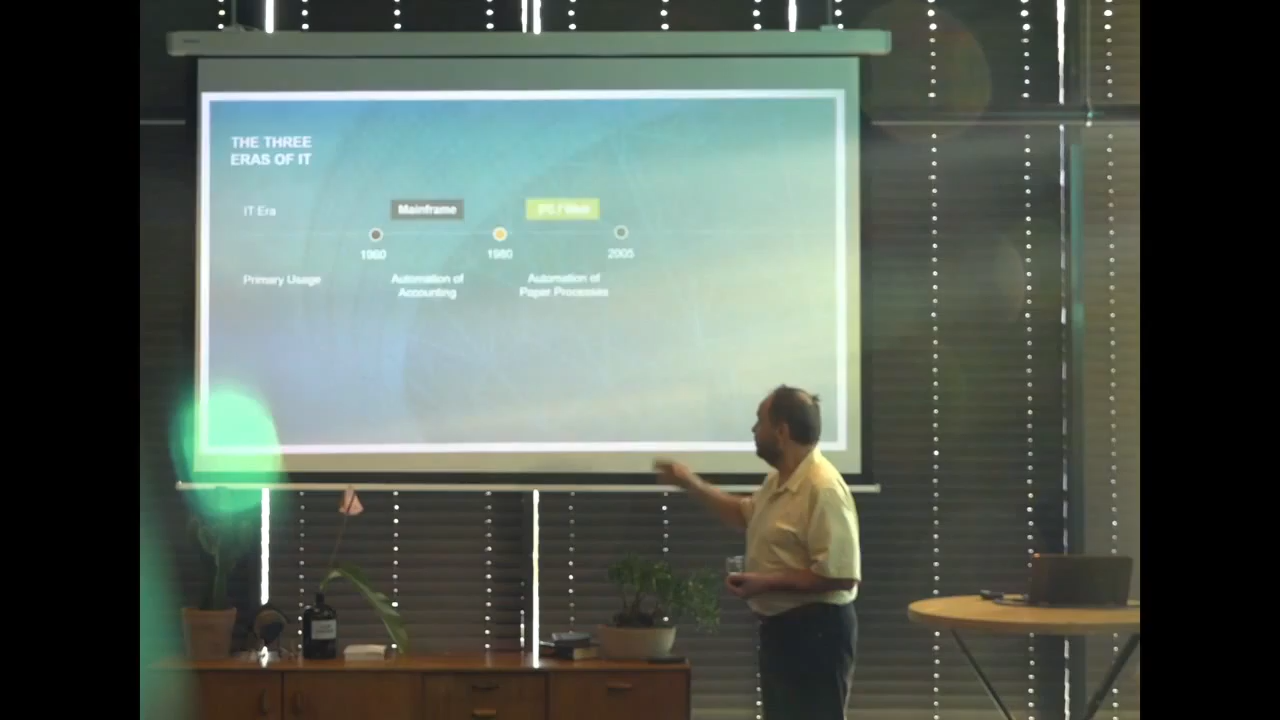 THE THREE
ERAS OF IT
IT Era
Mainframe
1960
1980
2005
Primary Usage
Automation of
Accounting
Automation of
Paper Processes